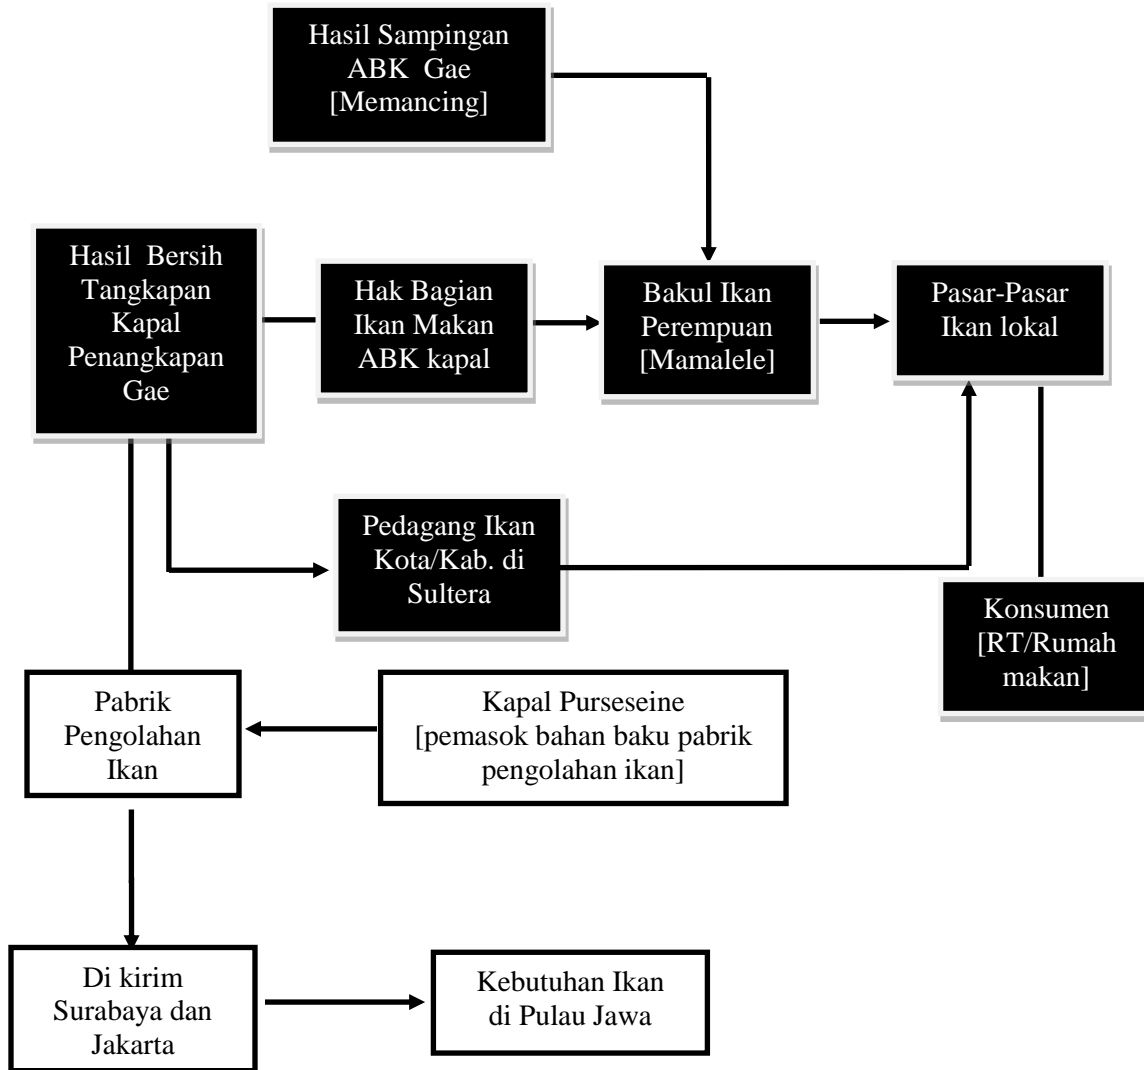 Hasil Sampingan
ABK  Gae
[Memancing]
Hasil  Bersih
Tangkapan
Kapal
Penangkapan
Gae
Hak Bagian
Ikan Makan
ABK kapal
Bakul Ikan
Perempuan
[Mamalele]
Pasar-Pasar
Ikan lokal
Pedagang Ikan
Kota/Kab. di
Sultera
Konsumen
[RT/Rumah
makan]
Pabrik
Pengolahan
Ikan
Kapal Purseseine
[pemasok bahan baku pabrik
pengolahan ikan]
Di kirim
Surabaya dan
Jakarta
Kebutuhan Ikan
di Pulau Jawa